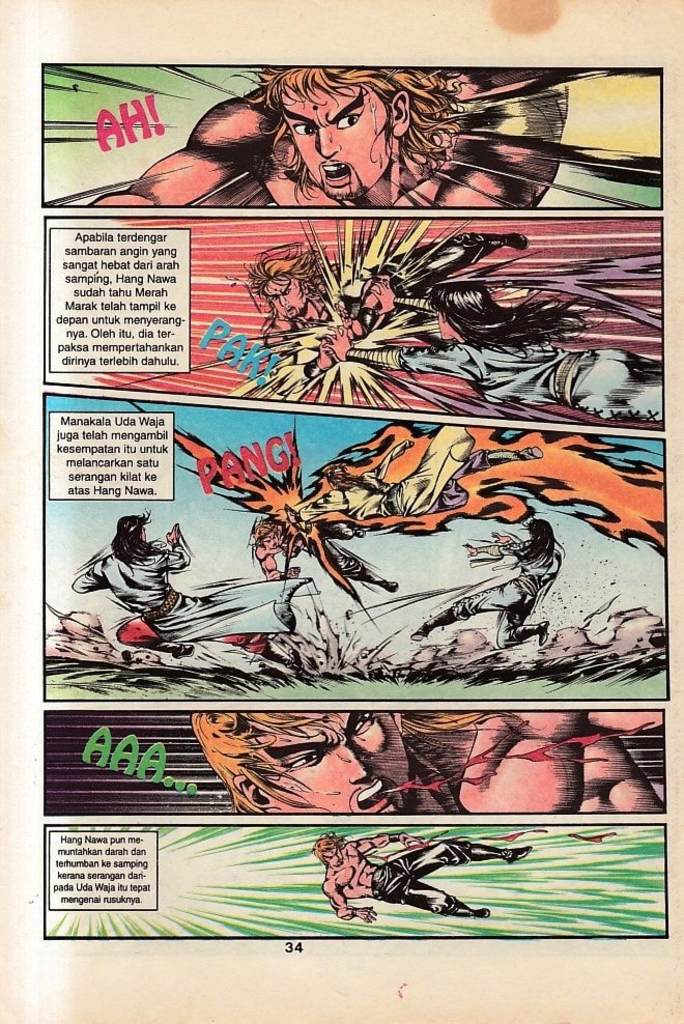 AH!
Apabila terdengar
sambaran angin yang
sangat hebat dari arah
samping, Hang Nawa
sudah tahu Merah
Marak telah tampil ke
depan untuk menyerang-
nya. Oleh itu, dia ter-
paksa mempertahankan
dirinya terlebih dahulu.
PAK!
Manakala Uda Waja
juga telah mengambil
kesempatan itu untuk
melancarkan satu
serangan kilat ke
atas Hang Nawa.
PANG!
AAA...
Hang Nawa pun me-
muntahkan darah dan
terhumban ke samping
kerana serangan dari-
pada Uda Waja itu tepat
mengenai rusuknya.
34